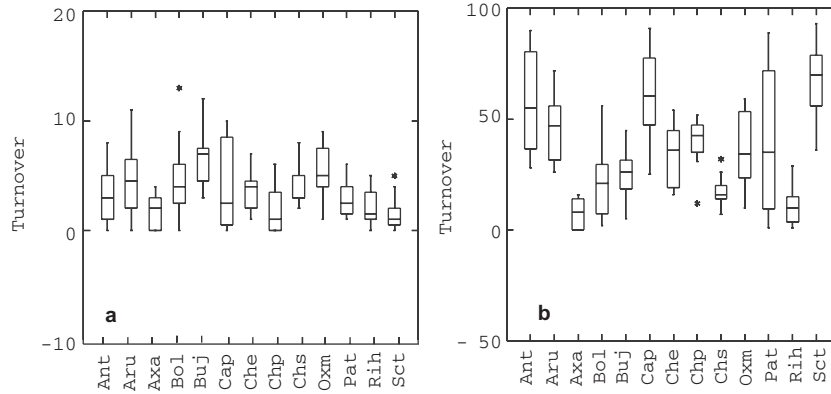 20
10
0
-10
Turnover
a
Ant Aru Axa Bol Buj Cap Che Chp Chs Oxm Pat Rih Sct
100
50
0
- 50
Turnover
b
Ant Aru Axa Bol Buj Cap Che Chp Chs Oxm Pat Rih Sct